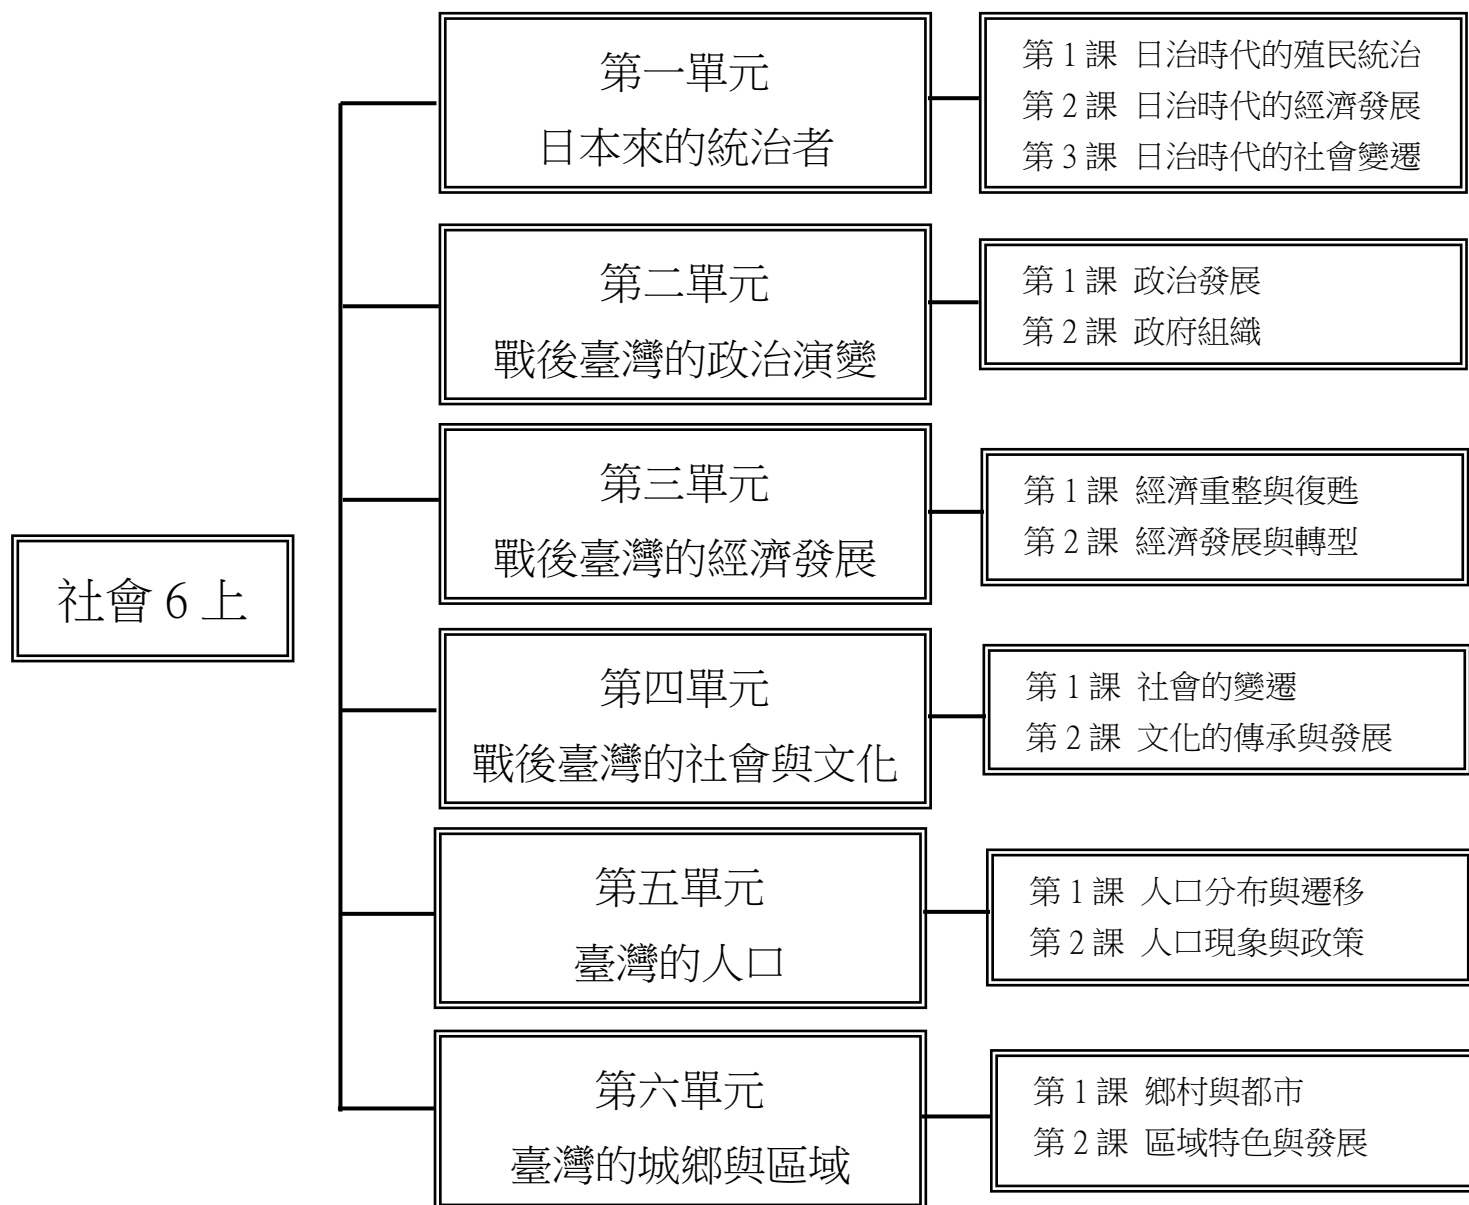 社會 6 上
第一單元
日本來的統治者
第 1 課 日治時代的殖民統治
第 2 課 日治時代的經濟發展
第 3 課 日治時代的社會變遷
第二單元
戰後臺灣的政治演變
第 1 課 政治發展
第 2 課 政府組織
第三單元
戰後臺灣的經濟發展
第 1 課 經濟重整與復甦
第 2 課 經濟發展與轉型
第四單元
戰後臺灣的社會與文化
第 1 課 社會的變遷
第 2 課 文化的傳承與發展
第五單元
臺灣的人口
第 1 課 人口分布與遷移
第 2 課 人口現象與政策
第六單元
臺灣的城鄉與區域
第 1 課 鄉村與都市
第 2 課 區域特色與發展